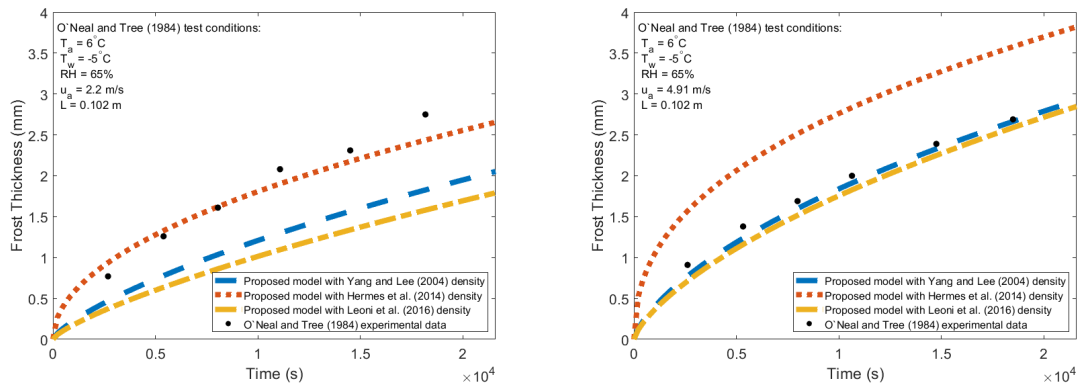 O`Neal and Tree (1984) test conditions:
T_a = 6°C
T_w = -5°C
RH = 65%
u_a = 2.2 m/s
L = 0.102 m
Frost Thickness (mm)
4
3.5
3
2.5
2
1.5
1
0.5
0
Proposed model with Yang and Lee (2004) density
Proposed model with Hermes et al. (2014) density
Proposed model with Leoni et al. (2016) density
O`Neal and Tree (1984) experimental data
0 0.5 1 1.5 2
Time (s)
×10^4
O`Neal and Tree (1984) test conditions:
T_a = 6°C
T_w = -5°C
RH = 65%
u_a = 4.91 m/s
L = 0.102 m
Frost Thickness (mm)
4
3.5
3
2.5
2
1.5
1
0.5
0
Proposed model with Yang and Lee (2004) density
Proposed model with Hermes et al. (2014) density
Proposed model with Leoni et al. (2016) density
O`Neal and Tree (1984) experimental data
0 0.5 1 1.5 2
Time (s)
×10^4